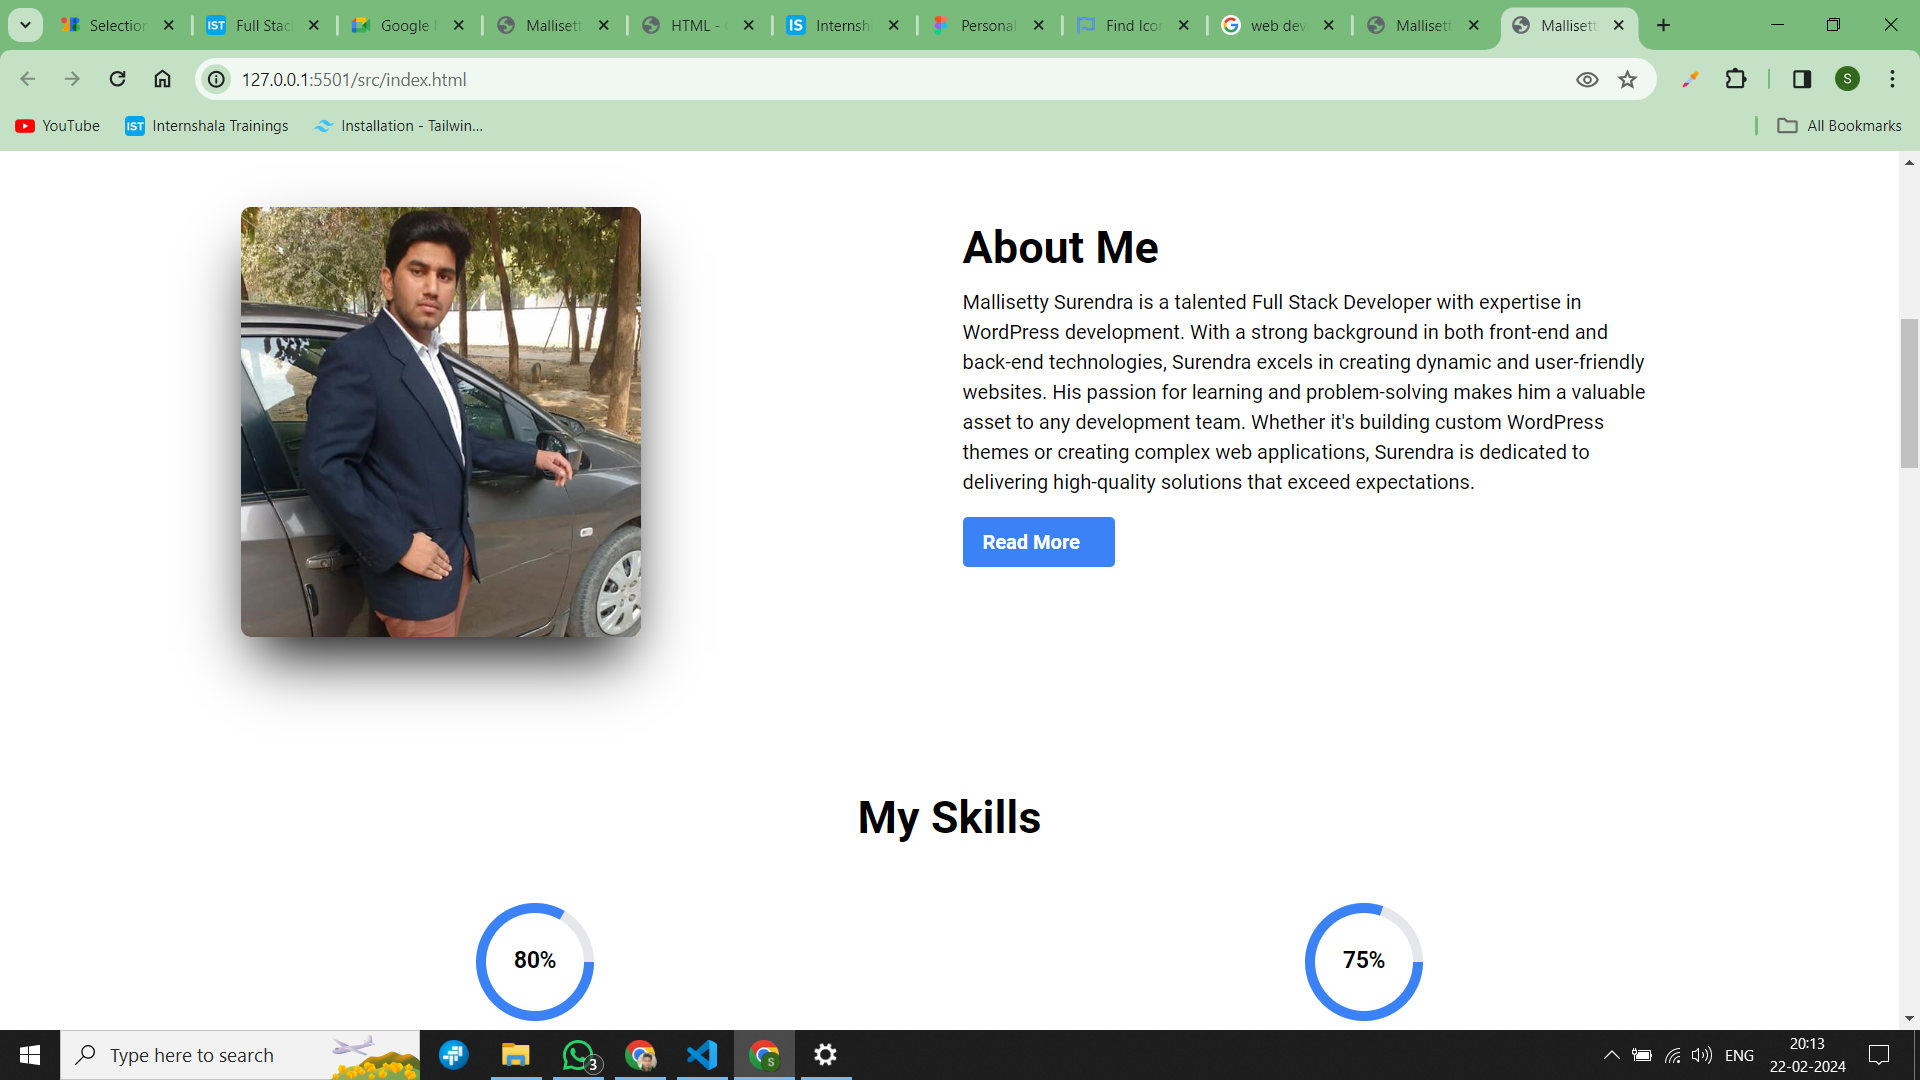 Selection
IST Full Stac
Google M
Mallisett
HTML -
IS Internsh
Personal
Find Icon
web dev
Mallisett
Mallisett
127.0.0.1:5501/src/index.html
S
YouTube
IST Internshala Trainings
Installation - Tailwin...
All Bookmarks
About Me
Mallisetty Surendra is a talented Full Stack Developer with expertise in
WordPress development. With a strong background in both front-end and
back-end technologies, Surendra excels in creating dynamic and user-friendly
websites. His passion for learning and problem-solving makes him a valuable
asset to any development team. Whether it's building custom WordPress
themes or creating complex web applications, Surendra is dedicated to
delivering high-quality solutions that exceed expectations.
Read More
My Skills
80%
75%
Type here to search
3
S
ENG
20:13
22-02-2024